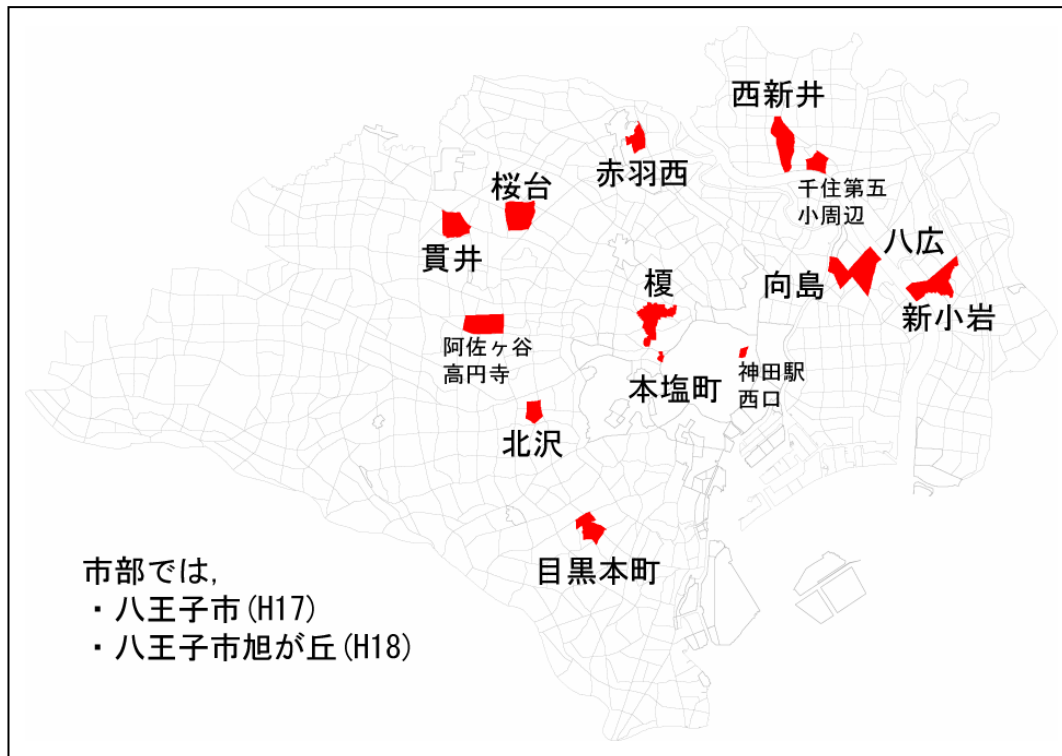 西新井
赤羽西
千住第五
小周辺
桜台
貫井
八広
向島
新小岩
榎
阿佐ヶ谷
高円寺
本塩町
神田駅
西口
北沢
目黒本町
市部では,
・八王子市(H17)
・八王子市旭が丘(H18)